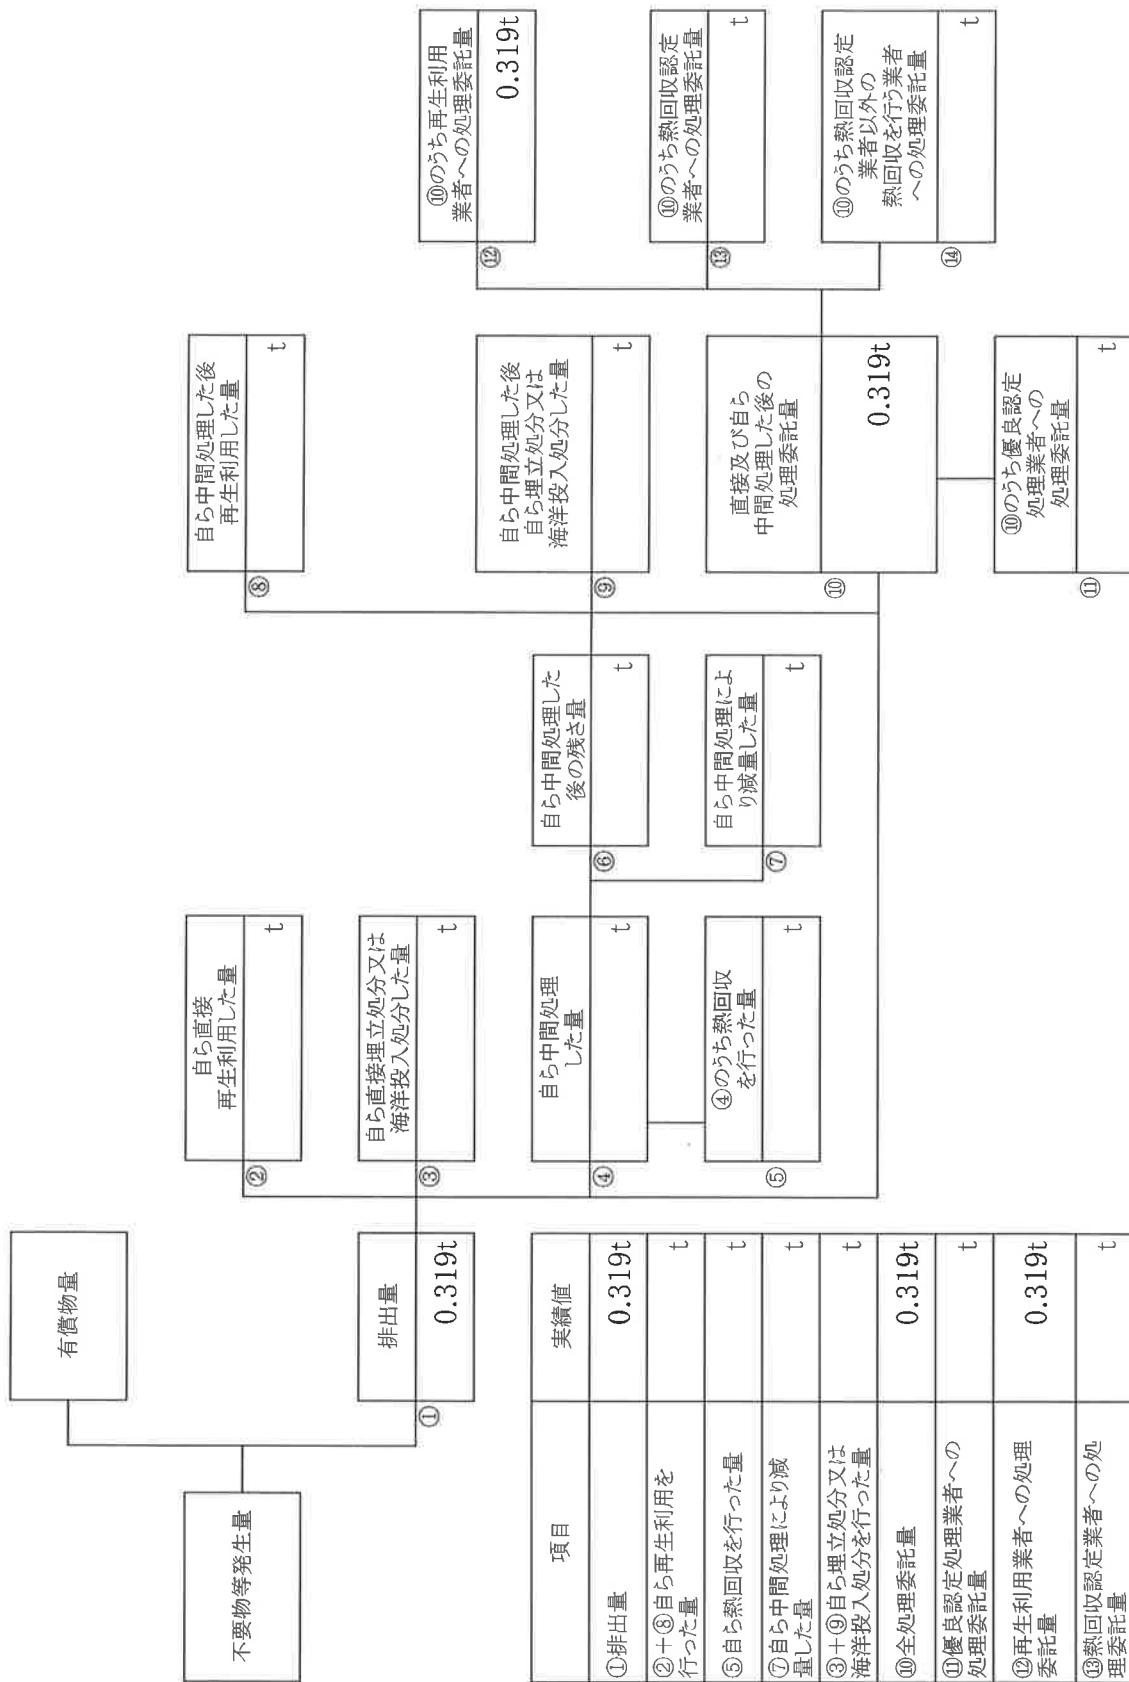 不要物等発生量
有償物量
排出量
①
0.319t
自ら直接
再生利用した量
②
t
自ら直接埋立処分又は
海洋投入処分した量
③
t
自ら中間処理
した量
④
t
④のうち熱回収
を行った量
⑤
t
自ら中間処理した
後の残さ量
⑥
t
自ら中間処理によ
り減量した量
⑦
t
自ら中間処理した後
再生利用した量
⑧
t
自ら中間処理した後
自ら埋立処分又は
海洋投入処分した量
⑨
t
直接及び自ら
中間処理した後の
処理委託量
⑩
0.319t
⑩のうち優良認定
処理業者への
処理委託量
⑪
t
⑩のうち再生利用
業者への処理委託量
⑫
0.319t
⑩のうち熱回収認定
業者への処理委託量
⑬
t
⑩のうち熱回収認定
業者以外の
熱回収を行う業者
への処理委託量
⑭
t
項目
実績値
①排出量
0.319t
②+⑧自ら再生利用を
行った量
t
⑤自ら熱回収を行った量
t
⑦自ら中間処理により減
量した量
t
③+⑨自ら埋立処分又は
海洋投入処分を行った量
t
⑩全処理委託量
0.319t
⑪優良認定処理業者への
処理委託量
t
⑫再生利用業者への処理
委託量
0.319t
⑬熱回収認定業者への処
理委託量
t